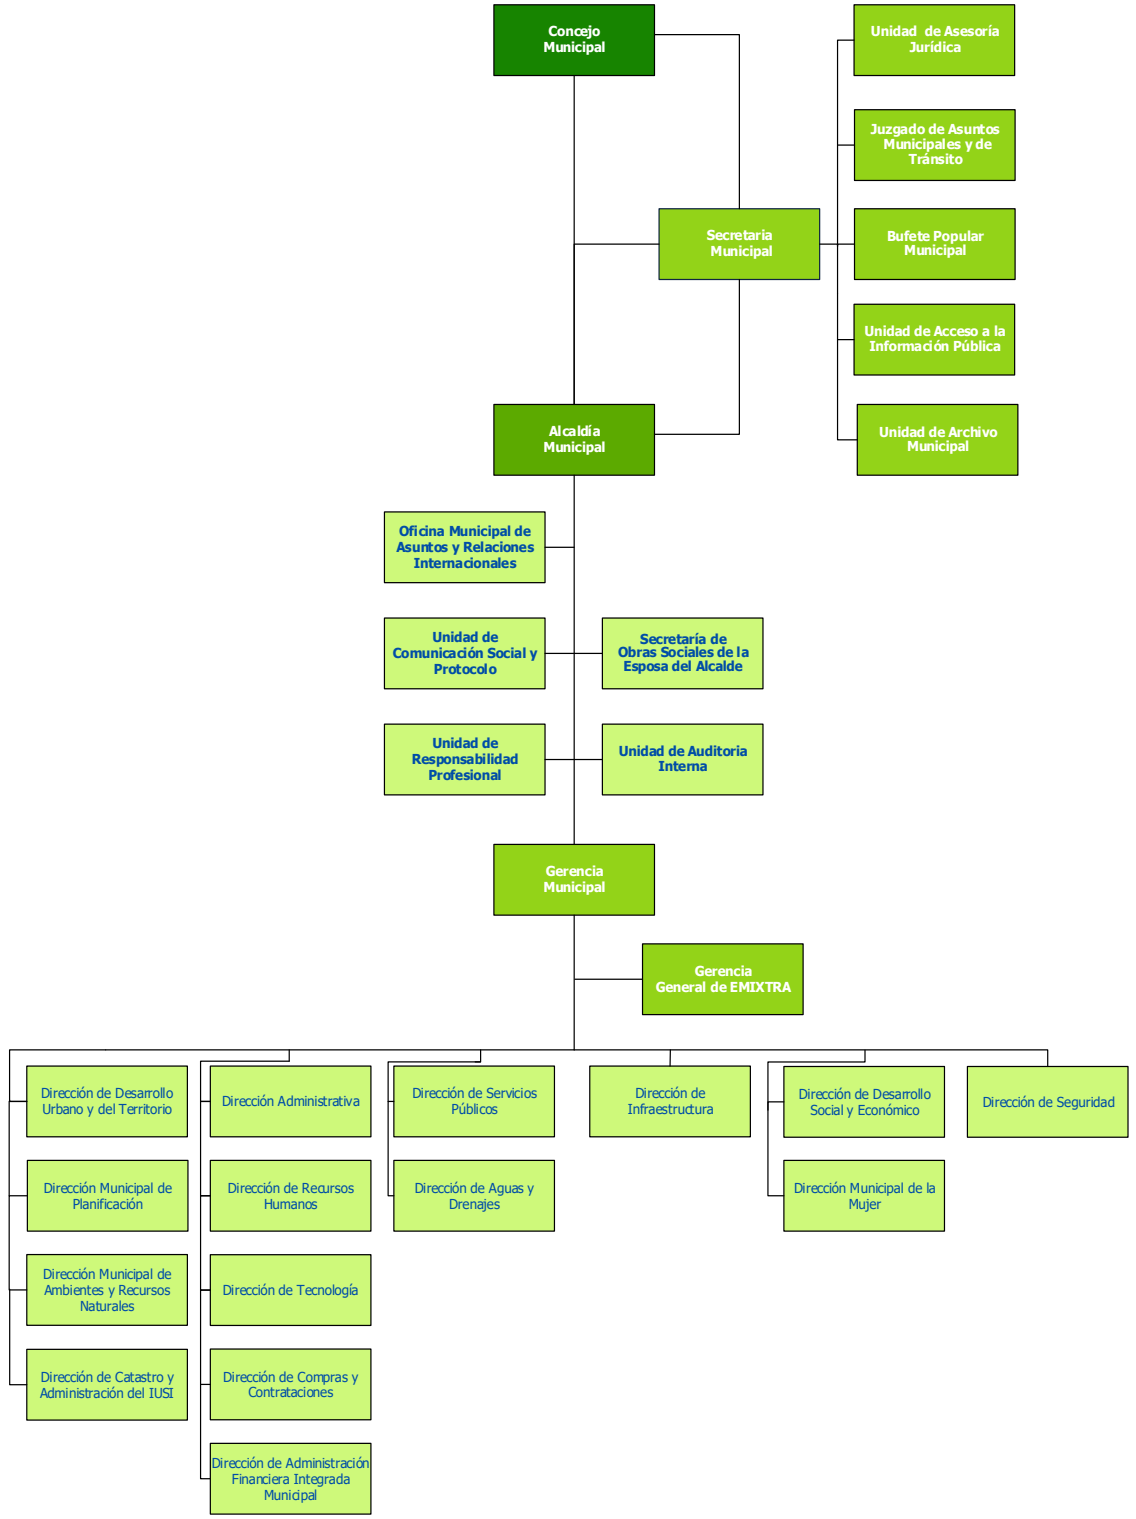 Concejo
Municipal
Unidad de Asesoría
Jurídica
Juzgado de Asuntos
Municipales y de
Tránsito
Secretaria
Municipal
Bufete Popular
Municipal
Unidad de Acceso a la
Información Pública
Alcaldía
Municipal
Unidad de Archivo
Municipal
Oficina Municipal de
Asuntos y Relaciones
Internacionales
Unidad de
Comunicación Social y
Protocolo
Secretaría de
Obras Sociales de la
Esposa del Alcalde
Unidad de
Responsabilidad
Profesional
Unidad de Auditoria
Interna
Gerencia
Municipal
Gerencia
General de EMIXTRA
Dirección de Desarrollo
Urbano y del Territorio
Dirección Administrativa
Dirección de Servicios
Públicos
Dirección de
Infraestructura
Dirección de Desarrollo
Social y Económico
Dirección de Seguridad
Dirección Municipal de
Planificación
Dirección de Recursos
Humanos
Dirección de Aguas y
Drenajes
Dirección Municipal de la
Mujer
Dirección Municipal de
Ambientes y Recursos
Naturales
Dirección de Tecnología
Dirección de Catastro y
Administración del IUSI
Dirección de Compras y
Contrataciones
Dirección de Administración
Financiera Integrada
Municipal